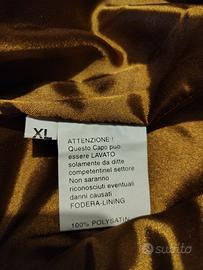 XL
ATTENZIONE !
Questo Capo puo'
essere LAVATO
solamente da ditte
competentinel settore
Non saranno
riconosciuti eventuali
danni causati
FODERA-LINING
100% POLYSATIN
subito